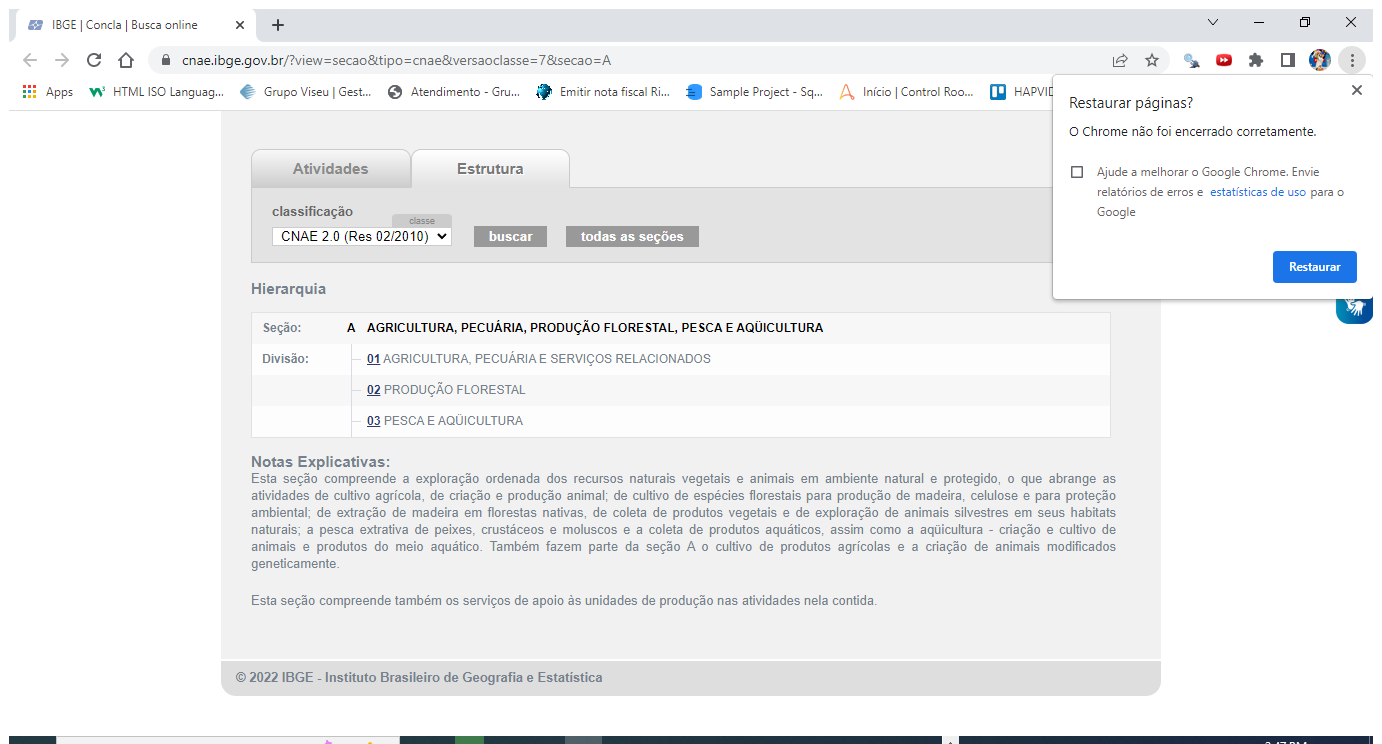 IBGE | Concla | Busca online
cnae.ibge.gov.br/?view=secao&tipo=cnae&versaoclasse=7&secao=A
Apps HTML ISO Languag... Grupo Viseu | Gest... Atendimento - Gru... Emitir nota fiscal Ri... Sample Project - Sq... Início | Control Roo... HAPVID
Restaurar páginas?
O Chrome não foi encerrado corretamente.
Ajude a melhorar o Google Chrome. Envie
relatórios de erros e estatísticas de uso para o
Google
Restaurar
Atividades Estrutura
classificação
classe
CNAE 2.0 (Res 02/2010) buscar todas as seções
Hierarquia
Seção: A AGRICULTURA, PECUÁRIA, PRODUÇÃO FLORESTAL, PESCA E AQÜICULTURA
Divisão: 01 AGRICULTURA, PECUÁRIA E SERVIÇOS RELACIONADOS
02 PRODUÇÃO FLORESTAL
03 PESCA E AQÜICULTURA
Notas Explicativas:
Esta seção compreende a exploração ordenada dos recursos naturais vegetais e animais em ambiente natural e protegido, o que abrange as
atividades de cultivo agrícola, de criação e produção animal; de cultivo de espécies florestais para produção de madeira, celulose e para proteção
ambiental; de extração de madeira em florestas nativas, de coleta de produtos vegetais e de exploração de animais silvestres em seus habitats
naturais; a pesca extrativa de peixes, crustáceos e moluscos e a coleta de produtos aquáticos, assim como a aqüicultura - criação e cultivo de
animais e produtos do meio aquático. Também fazem parte da seção A o cultivo de produtos agrícolas e a criação de animais modificados
geneticamente.
Esta seção compreende também os serviços de apoio às unidades de produção nas atividades nela contida.
© 2022 IBGE - Instituto Brasileiro de Geografia e Estatística